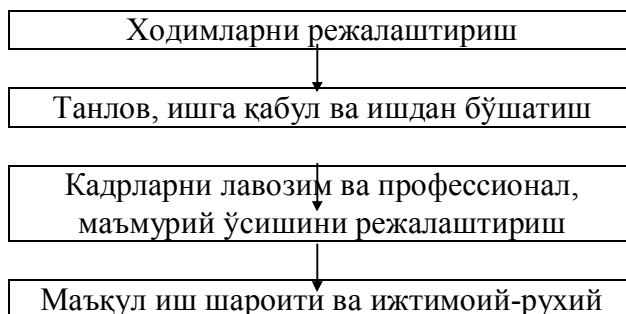 Ходимларни режалаштириш
Танлов, ишга қабул ва ишдан бўшатиш
Кадрларни лавозим ва профессионал,
маъмурий ўсишини режалаштириш
Маъқул иш шароити ва ижтимоий-рухий